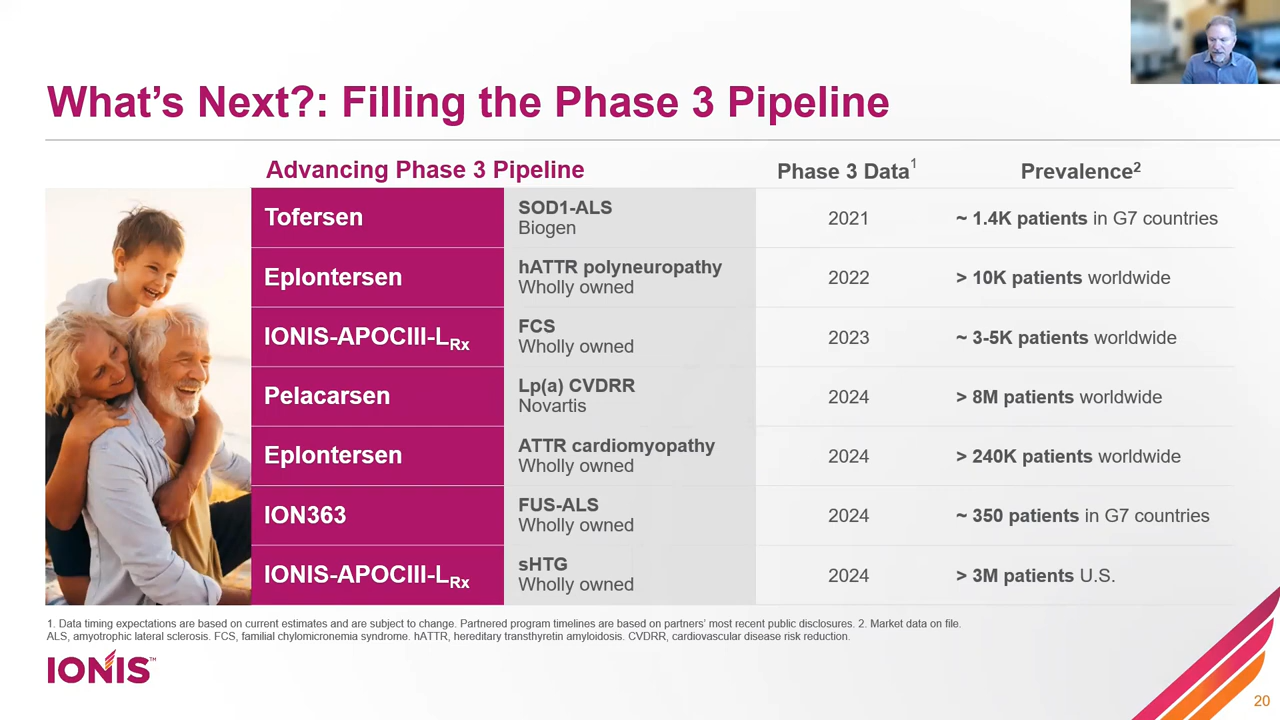 What's Next?: Filling the Phase 3 Pipeline
Advancing Phase 3 Pipeline Phase 3 Data1 Prevalence2
Tofersen SOD1-ALS Biogen 2021 ~ 1.4K patients in G7 countries
Eplontersen hATTR polyneuropathy Wholly owned 2022 > 10K patients worldwide
IONIS-APOCIII-LRx FCS Wholly owned 2023 ~ 3-5K patients worldwide
Pelacarsen Lp(a) CVDRR Novartis 2024 > 8M patients worldwide
Eplontersen ATTR cardiomyopathy Wholly owned 2024 > 240K patients worldwide
ION363 FUS-ALS Wholly owned 2024 ~ 350 patients in G7 countries
IONIS-APOCIII-LRx sHTG Wholly owned 2024 > 3M patients U.S.
1. Data timing expectations are based on current estimates and are subject to change. Partnered program timelines are based on partners' most recent public disclosures. 2. Market data on file.
ALS, amyotrophic lateral sclerosis. FCS, familial chylomicronemia syndrome. hATTR, hereditary transthyretin amyloidosis. CVDRR, cardiovascular disease risk reduction.
IONIS™
20